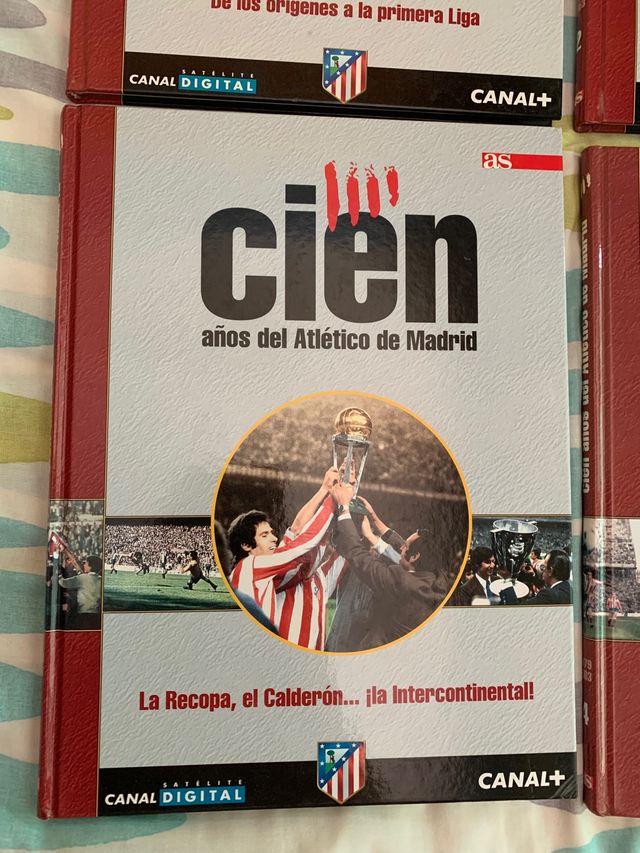 De los orígenes a la primera Liga
SATÉLITE
CANAL DIGITAL
CANAL+
as
cien
años del Atlético de Madrid
La Recopa, el Calderón... ¡la Intercontinental!
SATÉLITE
CANAL DIGITAL
CANAL+
cien años del Atlético de Madrid
4